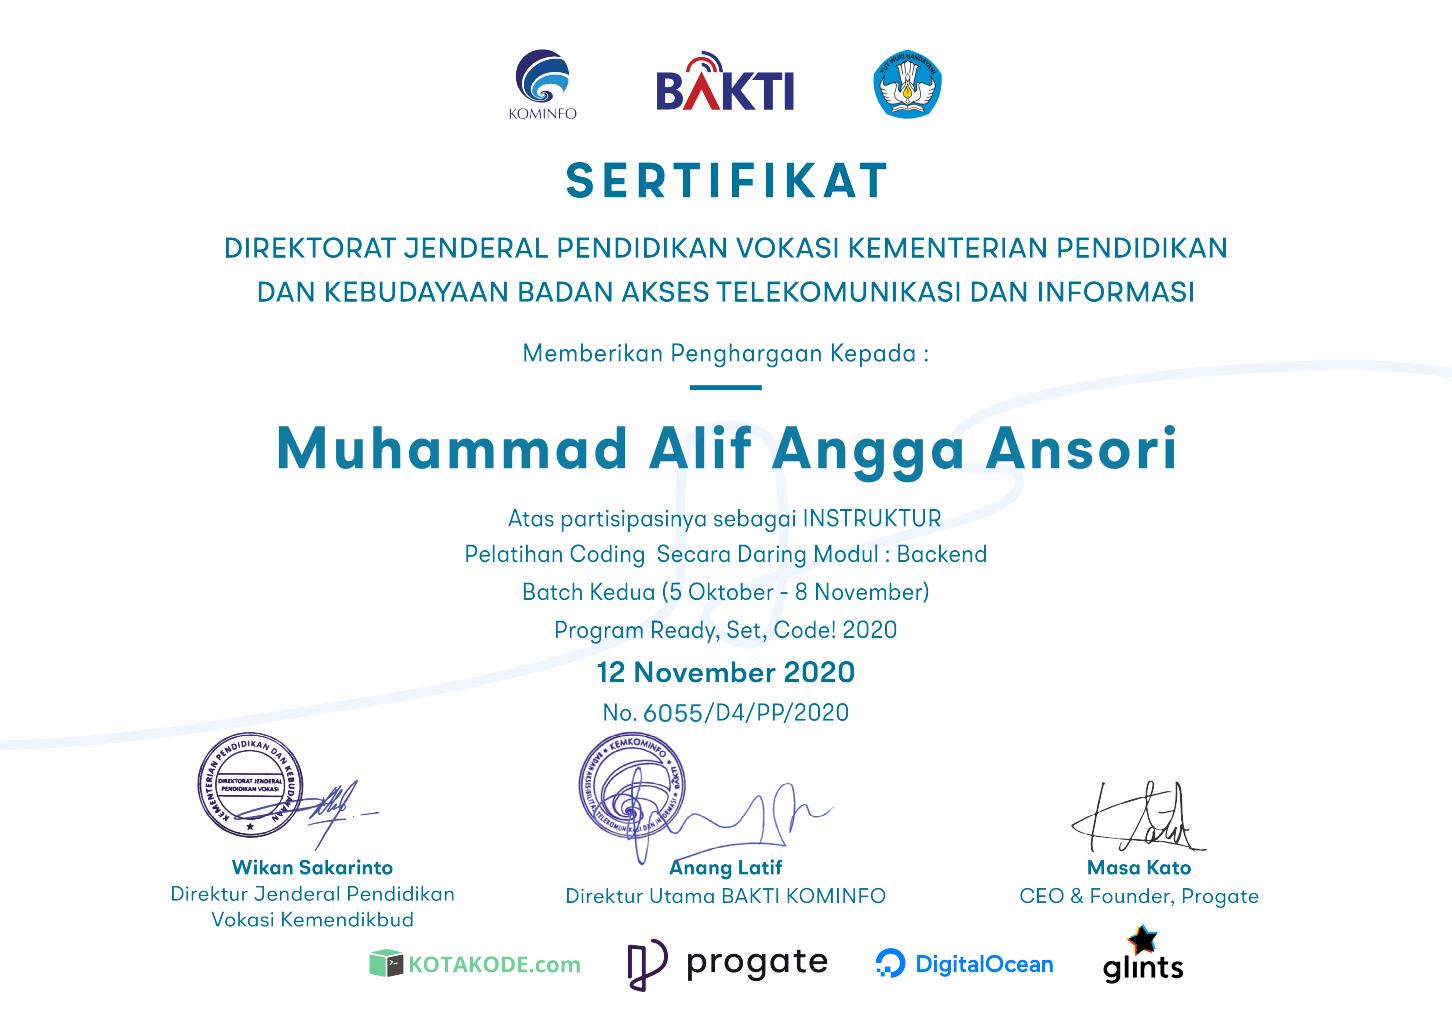 KOMINFO
BAKTI
TUT WURI HANDAYANI
SERTIFIKAT
DIREKTORAT JENDERAL PENDIDIKAN VOKASI KEMENTERIAN PENDIDIKAN
DAN KEBUDAYAAN BADAN AKSES TELEKOMUNIKASI DAN INFORMASI
Memberikan Penghargaan Kepada :
Muhammad Alif Angga Ansori
Atas partisipasinya sebagai INSTRUKTUR
Pelatihan Coding Secara Daring Modul : Backend
Batch Kedua (5 Oktober - 8 November)
Program Ready, Set, Code! 2020
12 November 2020
No. 6055/D4/PP/2020
KEMENTERIAN PENDIDIKAN DAN KEBUDAYAAN
DIREKTORAT JENDERAL
PENDIDIKAN VOKASI
KEMKOMINFO
BAKTI
BADAN AKSESIBILITAS TELEKOMUNIKASI DAN INFORMASI
Wikan Sakarinto
Direktur Jenderal Pendidikan
Vokasi Kemendikbud
Anang Latif
Direktur Utama BAKTI KOMINFO
Masa Kato
CEO & Founder, Progate
KOTAKODE.com
progate
DigitalOcean
glints